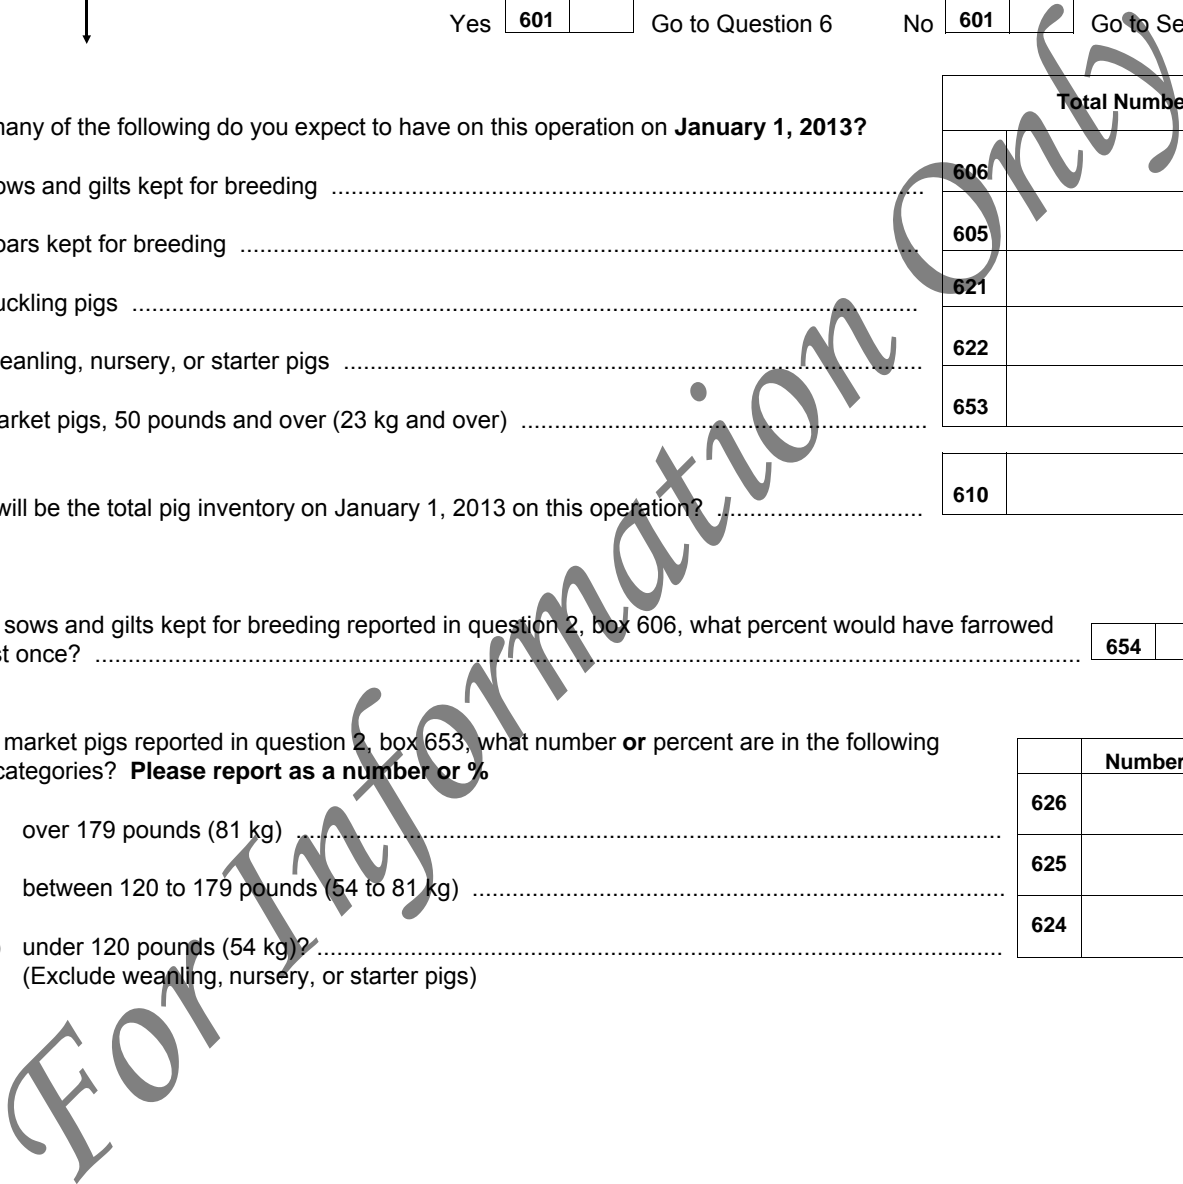 Yes 601 Go to Question 6 No 601 Go to Se
Total Numbe
many of the following do you expect to have on this operation on January 1, 2013?
606
ows and gilts kept for breeding ........................................................................................
605
oars kept for breeding ........................................................................................
621
uckling pigs ........................................................................................
622
eanling, nursery, or starter pigs ........................................................................................
653
arket pigs, 50 pounds and over (23 kg and over) ............................................................
610
will be the total pig inventory on January 1, 2013 on this operation? ..............................
sows and gilts kept for breeding reported in question 2, box 606, what percent would have farrowed
st once? ........................................................................................ 654
market pigs reported in question 2, box 653, what number or percent are in the following
categories? Please report as a number or %
Number
626
over 179 pounds (81 kg) ........................................................................................
625
between 120 to 179 pounds (54 to 81 kg) ................................................................................
624
) under 120 pounds (54 kg)? ........................................................................................
(Exclude weanling, nursery, or starter pigs)
For Information Only